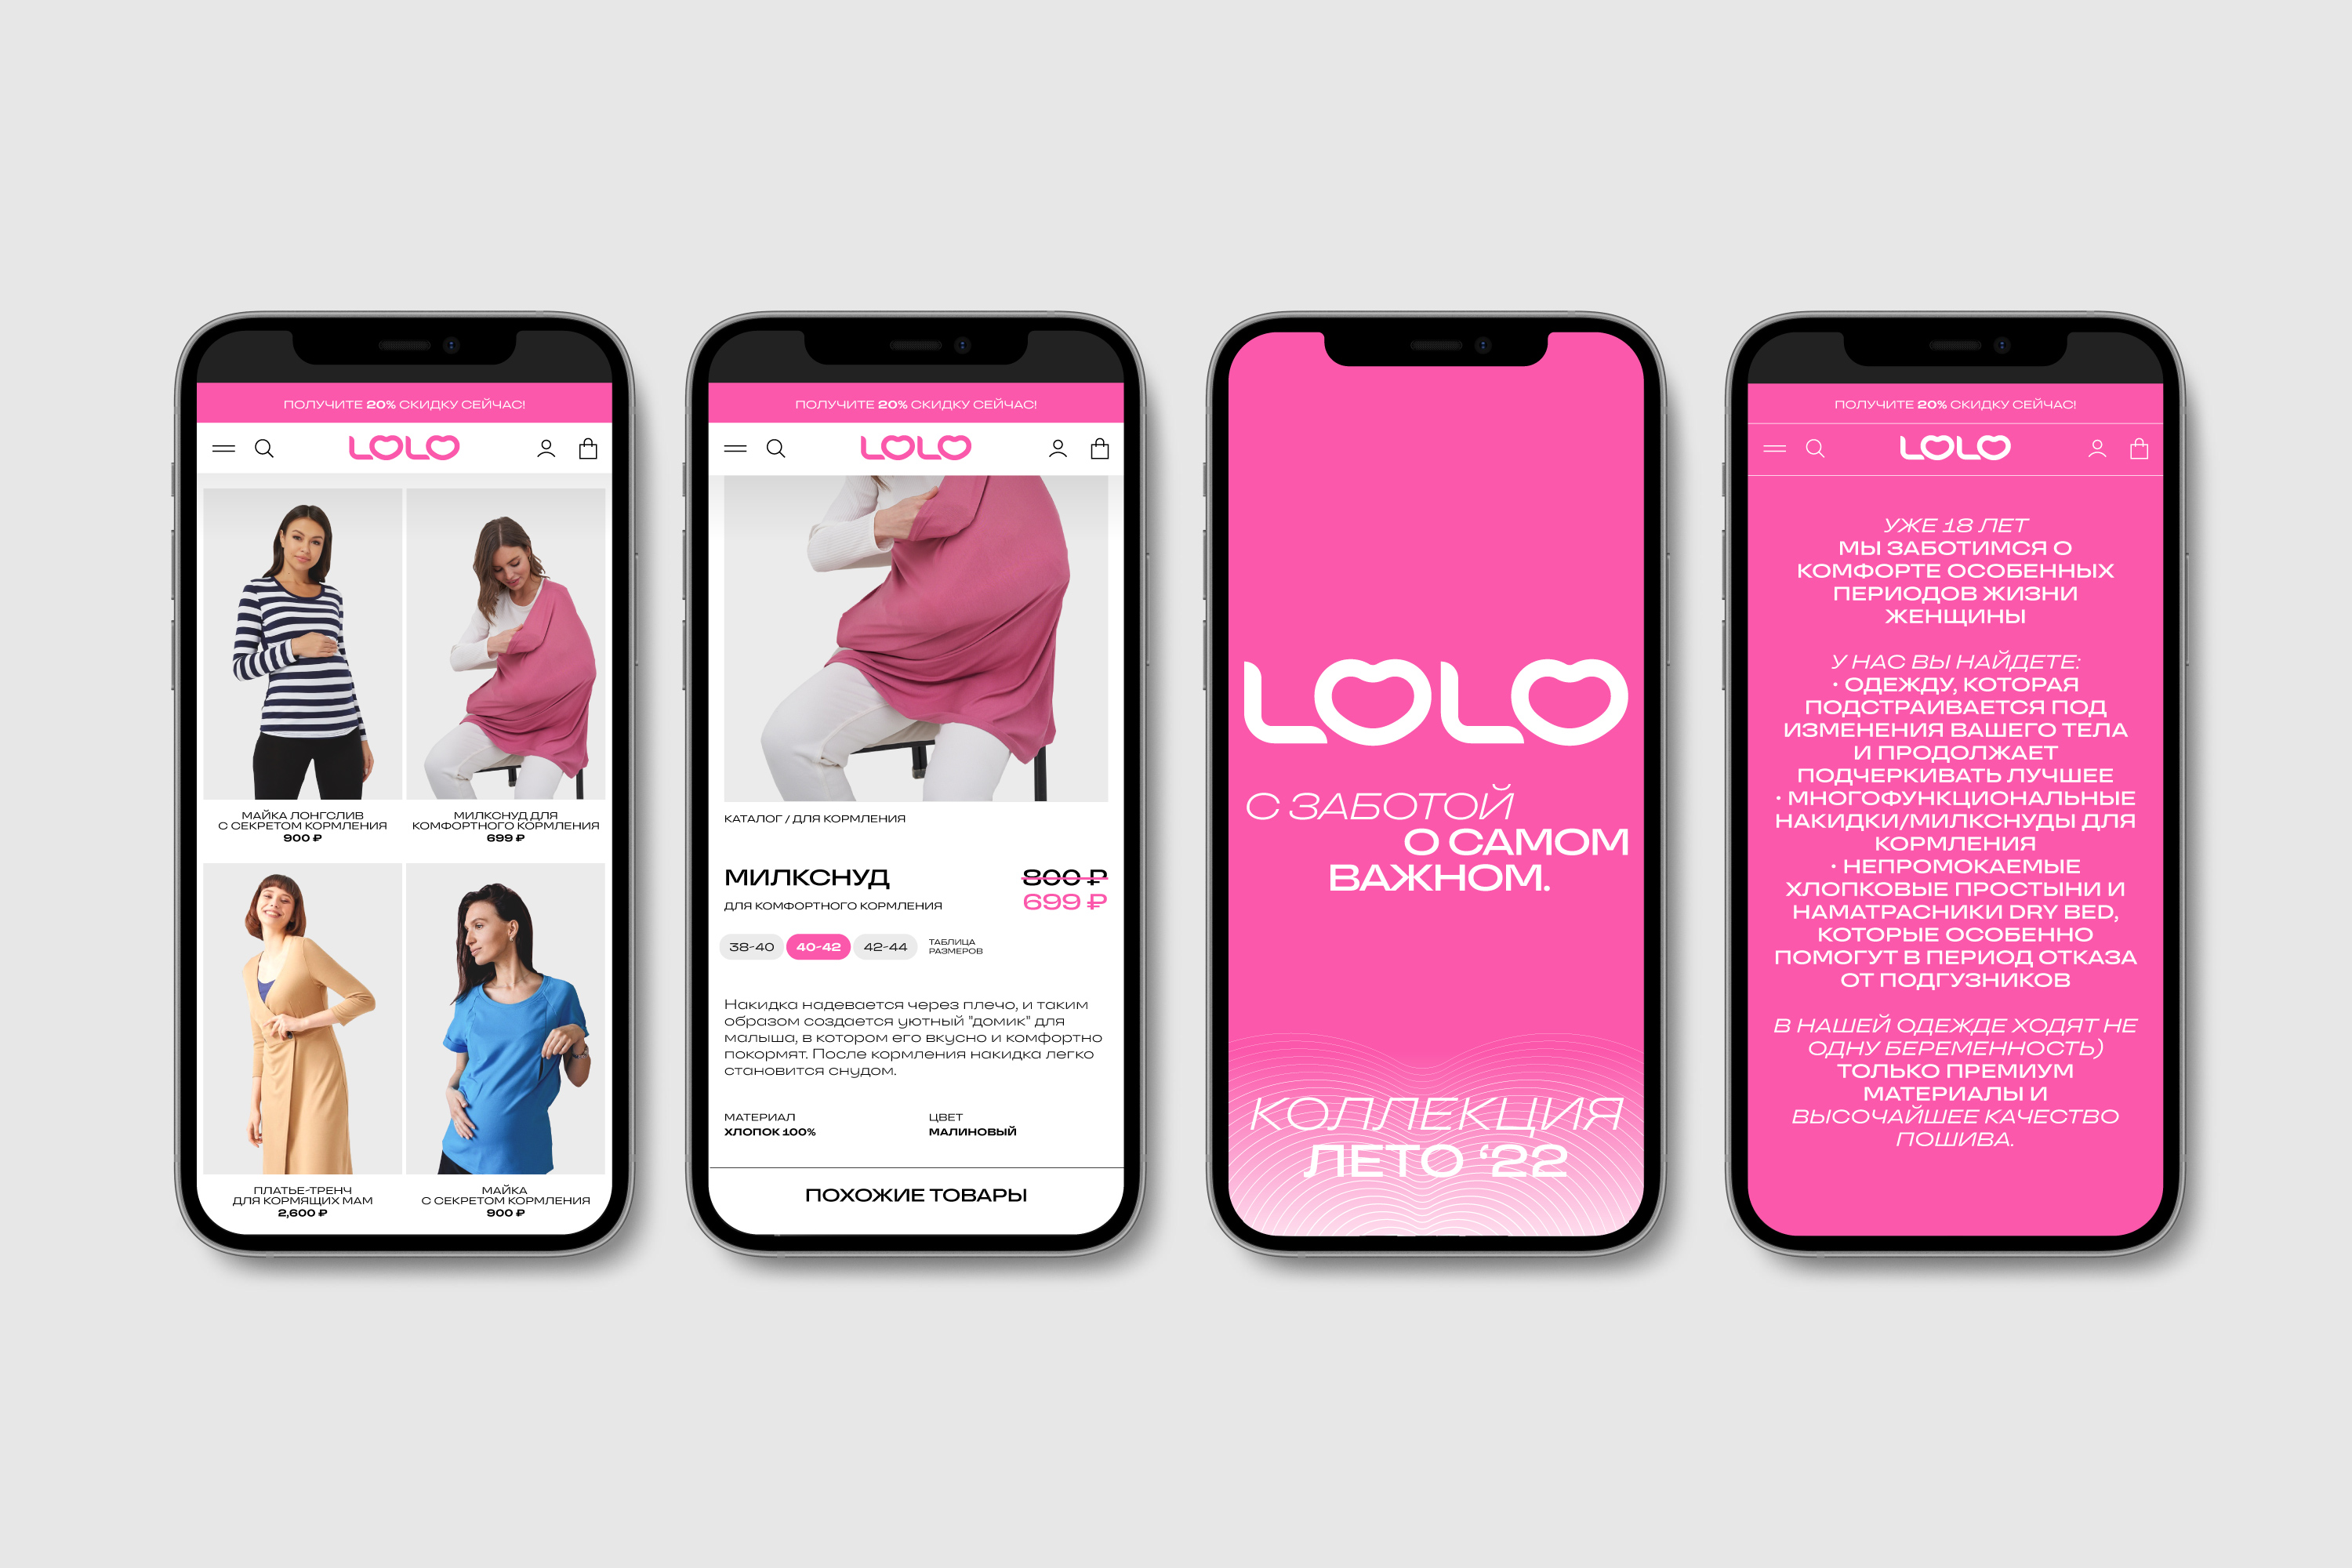 ПОЛУЧИТЕ 20% СКИДКУ СЕЙЧАС!
LOLO
МАЙКА ЛОНГСЛИВ
С СЕКРЕТОМ КОРМЛЕНИЯ
900 ₽
МИЛКСНУД ДЛЯ
КОМФОРТНОГО КОРМЛЕНИЯ
699 ₽
ПЛАТЬЕ-ТРЕНЧ
ДЛЯ КОРМЯЩИХ МАМ
2,600 ₽
МАЙКА
С СЕКРЕТОМ КОРМЛЕНИЯ
900 ₽
ПОЛУЧИТЕ 20% СКИДКУ СЕЙЧАС!
LOLO
КАТАЛОГ / ДЛЯ КОРМЛЕНИЯ
МИЛКСНУД
800 ₽
699 ₽
ДЛЯ КОМФОРТНОГО КОРМЛЕНИЯ
38-40 40-42 42-44
ТАБЛИЦА
РАЗМЕРОВ
Накидка надевается через плечо, и таким
образом создается уютный "домик" для
малыша, в котором его вкусно и комфортно
покормят. После кормления накидка легко
становится снудом.
МАТЕРИАЛ
ХЛОПОК 100%
ЦВЕТ
МАЛИНОВЫЙ
ПОХОЖИЕ ТОВАРЫ
LOLO
С ЗАБОТОЙ
О САМОМ
ВАЖНОМ.
КОЛЛЕКЦИЯ
ЛЕТО ‘22
ПОЛУЧИТЕ 20% СКИДКУ СЕЙЧАС!
LOLO
УЖЕ 18 ЛЕТ
МЫ ЗАБОТИМСЯ О
КОМФОРТЕ ОСОБЕННЫХ
ПЕРИОДОВ ЖИЗНИ
ЖЕНЩИНЫ
У НАС ВЫ НАЙДЕТЕ:
• ОДЕЖДУ, КОТОРАЯ
ПОДСТРАИВАЕТСЯ ПОД
ИЗМЕНЕНИЯ ВАШЕГО ТЕЛА
И ПРОДОЛЖАЕТ
ПОДЧЕРКИВАТЬ ЛУЧШЕЕ
• МНОГОФУНКЦИОНАЛЬНЫЕ
НАКИДКИ/МИЛКСНУДЫ ДЛЯ
КОРМЛЕНИЯ
• НЕПРОМОКАЕМЫЕ
ХЛОПКОВЫЕ ПРОСТЫНИ И
НАМАТРАСНИКИ DRY BED,
КОТОРЫЕ ОСОБЕННО
ПОМОГУТ В ПЕРИОД ОТКАЗА
ОТ ПОДГУЗНИКОВ
В НАШЕЙ ОДЕЖДЕ ХОДЯТ НЕ
ОДНУ БЕРЕМЕННОСТЬ)
ТОЛЬКО ПРЕМИУМ
МАТЕРИАЛЫ И
ВЫСОЧАЙШЕЕ КАЧЕСТВО
ПОШИВА.